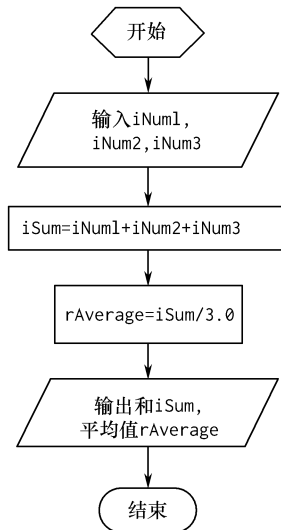 开始
输入iNum1,
iNum2,iNum3
iSum=iNum1+iNum2+iNum3
rAverage=iSum/3.0
输出和iSum,
平均值rAverage
结束